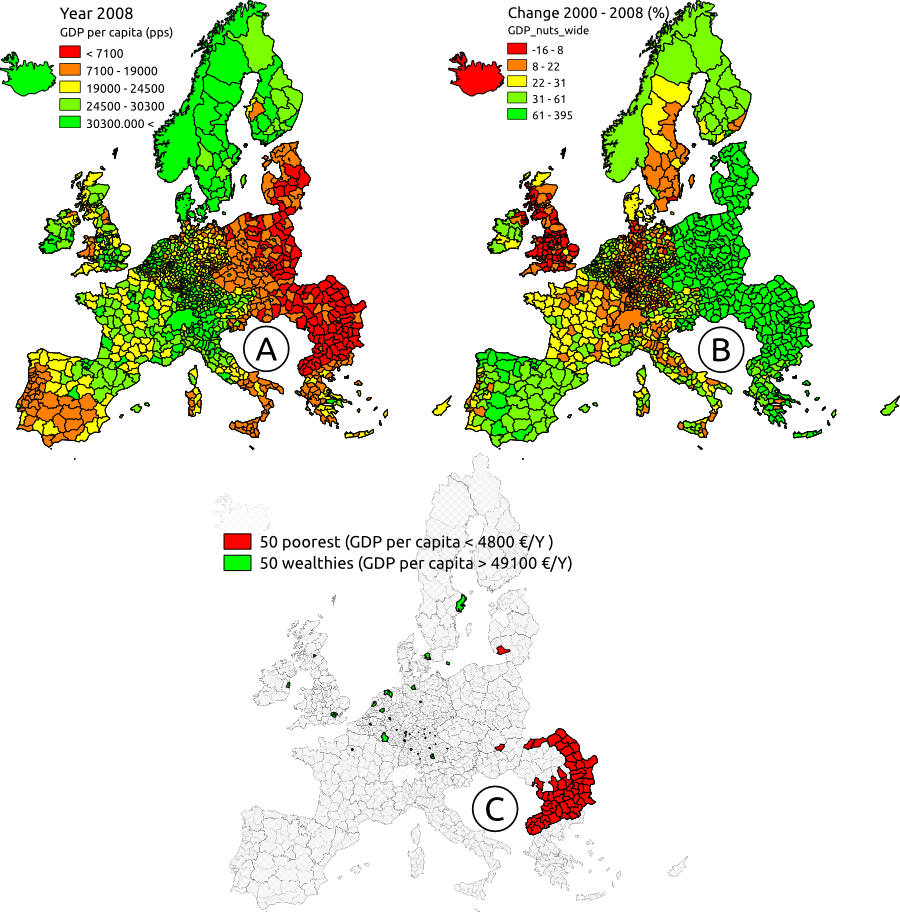 Year 2008
GDP per capita (pps)
< 7100
7100 - 19000
19000 - 24500
24500 - 30300
30300.000 <
A
Change 2000 - 2008 (%)
GDP_nuts_wide
-16 - 8
8 - 22
22 - 31
31 - 61
61 - 395
B
50 poorest (GDP per capita < 4800 €/Y )
50 wealthies (GDP per capita > 49100 €/Y)
C